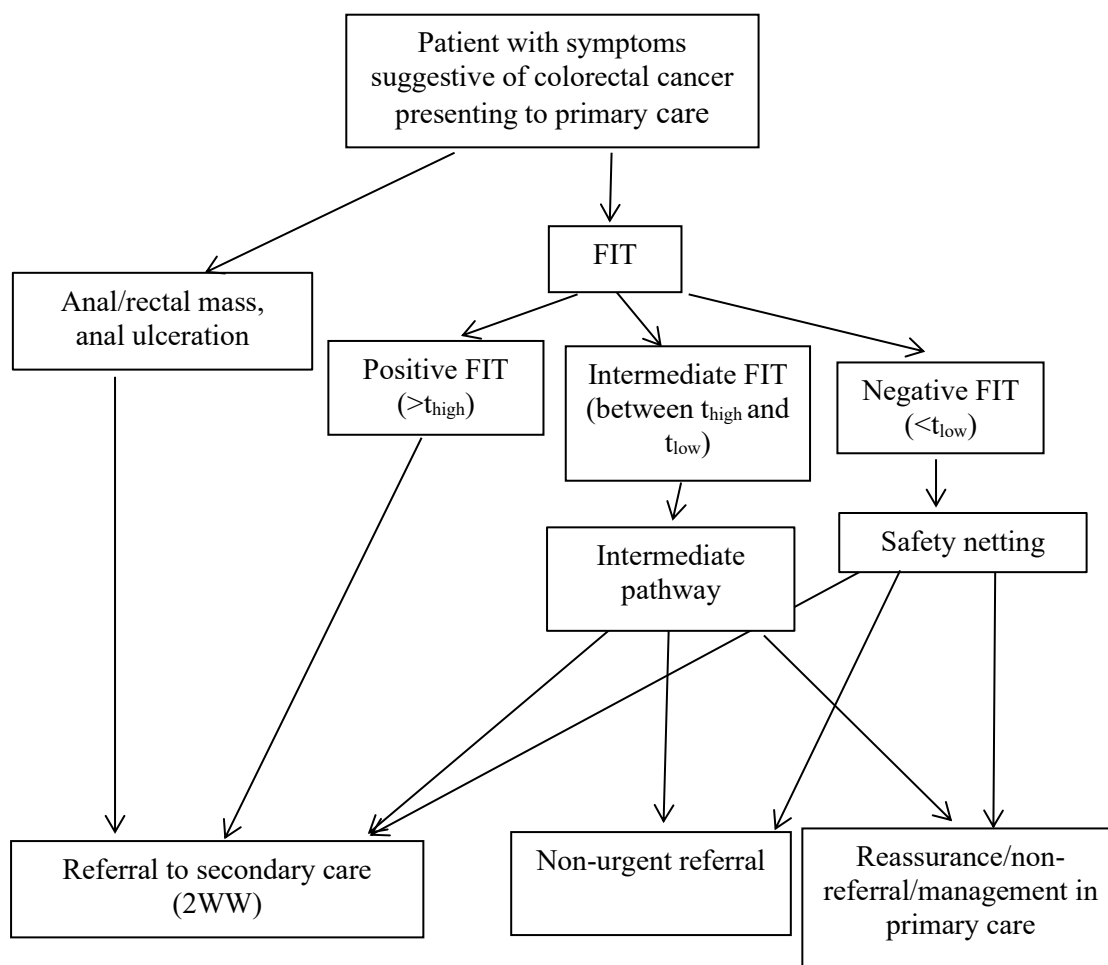 Patient with symptoms
suggestive of colorectal cancer
presenting to primary care
FIT
Anal/rectal mass,
anal ulceration
Positive FIT
(>thigh)
Intermediate FIT
(between thigh and
tlow)
Negative FIT
(<tlow)
Intermediate
pathway
Safety netting
Referral to secondary care
(2WW)
Non-urgent referral
Reassurance/non-
referral/management in
primary care